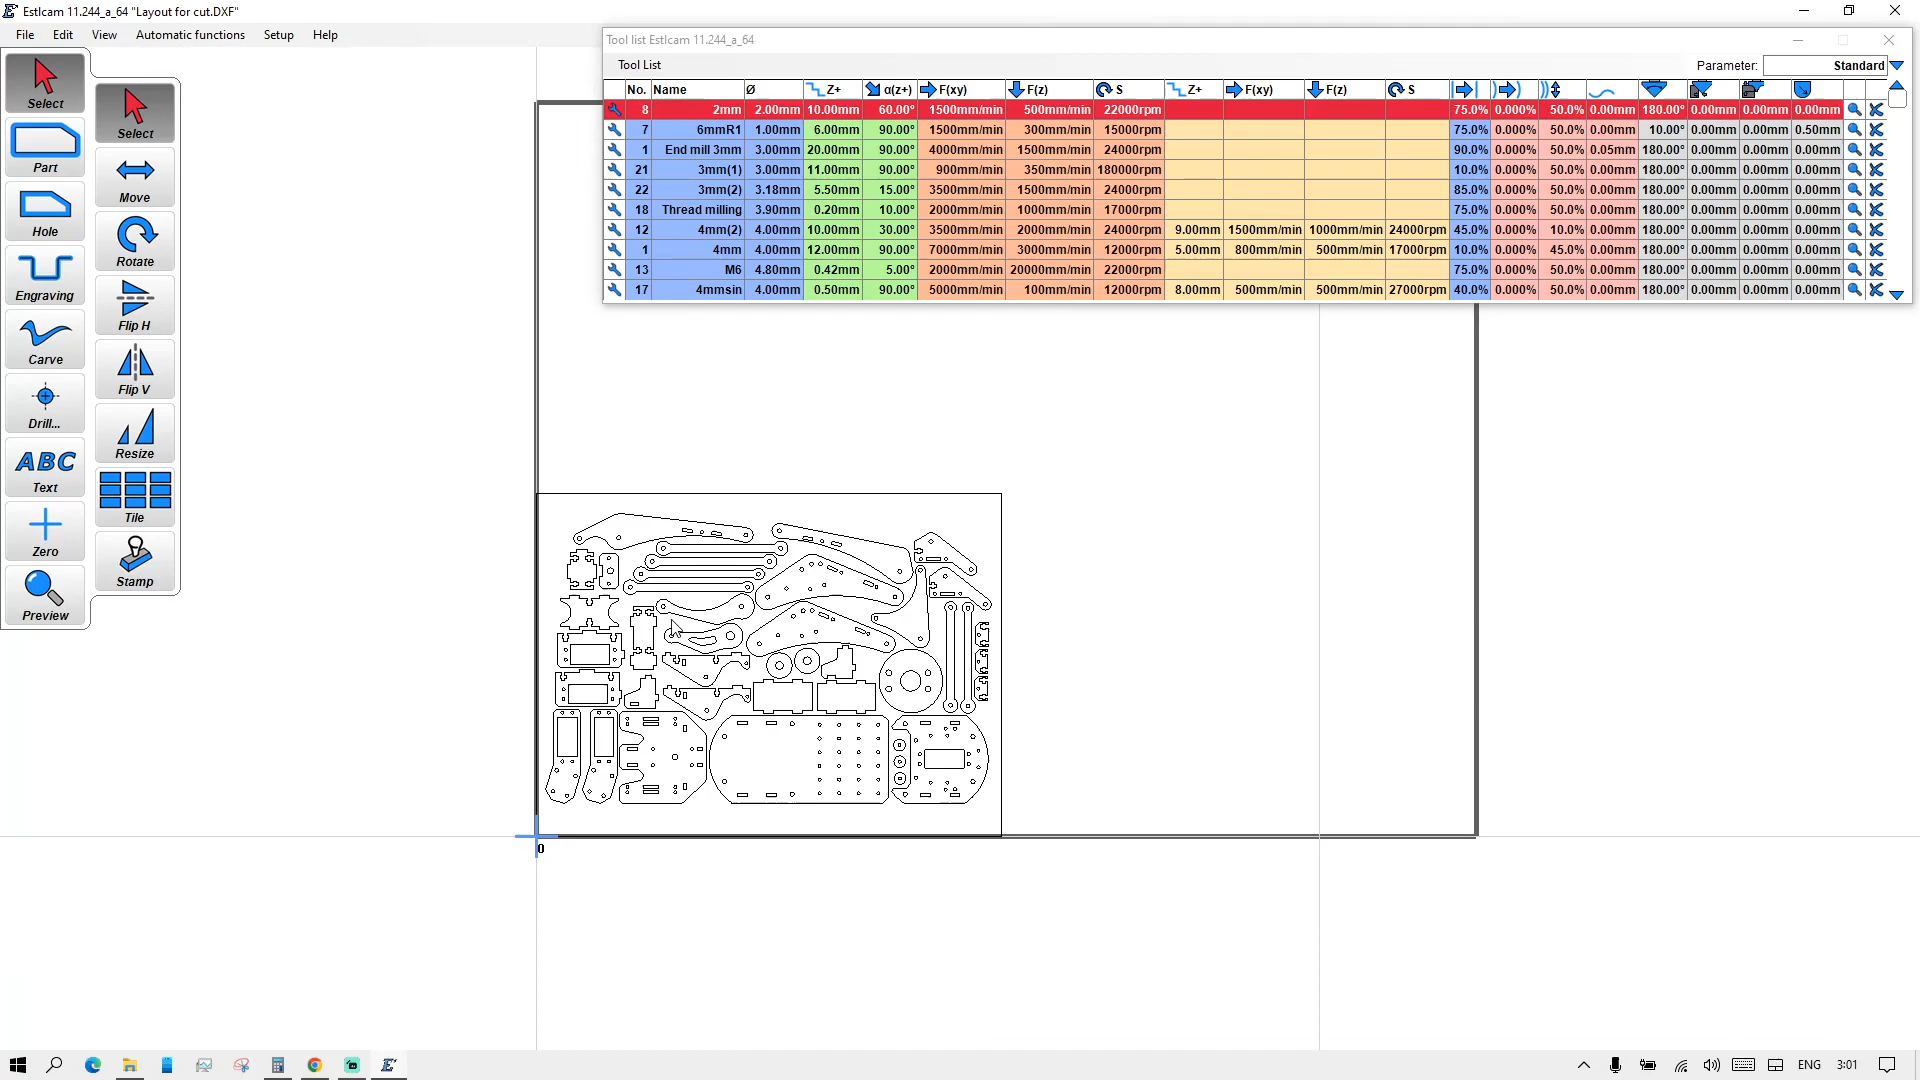 Estlcam 11.244_a_64 "Layout for cut.DXF"
File Edit View Automatic functions Setup Help
Tool list Estlcam 11.244_a_64
Tool List
Parameter: Standard
No. Name Ø Z+ α(z+) F(xy) F(z) S Z+ F(xy) F(z) S
8 2mm 2.00mm 10.00mm 60.00° 1500mm/min 500mm/min 22000rpm 75.0% 0.000% 50.0% 0.00mm 180.00° 0.00mm 0.00mm 0.00mm
7 6mmR1 1.00mm 6.00mm 90.00° 1500mm/min 300mm/min 15000rpm 75.0% 0.000% 50.0% 0.00mm 10.00° 0.00mm 0.00mm 0.50mm
1 End mill 3mm 3.00mm 20.00mm 90.00° 4000mm/min 1500mm/min 24000rpm 90.0% 0.000% 50.0% 0.05mm 180.00° 0.00mm 0.00mm 0.00mm
21 3mm(1) 3.00mm 11.00mm 90.00° 900mm/min 350mm/min 180000rpm 10.0% 0.000% 50.0% 0.00mm 180.00° 0.00mm 0.00mm 0.00mm
22 3mm(2) 3.18mm 5.50mm 15.00° 3500mm/min 1500mm/min 24000rpm 85.0% 0.000% 50.0% 0.00mm 180.00° 0.00mm 0.00mm 0.00mm
18 Thread milling 3.90mm 0.20mm 10.00° 2000mm/min 1000mm/min 17000rpm 75.0% 0.000% 50.0% 0.00mm 180.00° 0.00mm 0.00mm 0.00mm
12 4mm(2) 4.00mm 10.00mm 30.00° 3500mm/min 2000mm/min 24000rpm 9.00mm 1500mm/min 1000mm/min 24000rpm 45.0% 0.000% 10.0% 0.00mm 180.00° 0.00mm 0.00mm 0.00mm
1 4mm 4.00mm 12.00mm 90.00° 7000mm/min 3000mm/min 12000rpm 5.00mm 800mm/min 500mm/min 17000rpm 10.0% 0.000% 45.0% 0.00mm 180.00° 0.00mm 0.00mm 0.00mm
13 M6 4.80mm 0.42mm 5.00° 2000mm/min 20000mm/min 22000rpm 75.0% 0.000% 50.0% 0.00mm 180.00° 0.00mm 0.00mm 0.00mm
17 4mmsin 4.00mm 0.50mm 90.00° 5000mm/min 100mm/min 12000rpm 8.00mm 500mm/min 500mm/min 27000rpm 40.0% 0.000% 50.0% 0.00mm 180.00° 0.00mm 0.00mm 0.00mm
Select
Part
Hole
Engraving
Carve
Drill...
ABC
Text
Zero
Preview
Select
Move
Rotate
Flip H
Flip V
Resize
Tile
Stamp
0
ENG 3:01